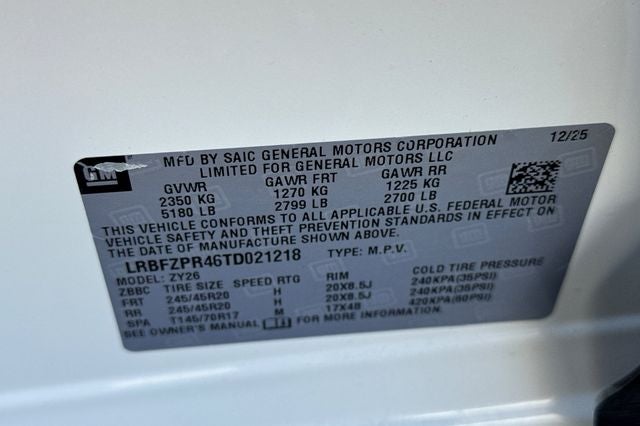 GM
MFD BY SAIC GENERAL MOTORS CORPORATION 12/25
LIMITED FOR GENERAL MOTORS LLC
GVWR GAWR FRT GAWR RR
2350 KG 1270 KG 1225 KG
5180 LB 2799 LB 2700 LB
THIS VEHICLE CONFORMS TO ALL APPLICABLE U.S. FEDERAL MOTOR
VEHICLE SAFETY AND THEFT PREVENTION STANDARDS IN EFFECT ON
THE DATE OF MANUFACTURE SHOWN ABOVE.
LRBFZPR46TD021218 TYPE: M.P.V.
MODEL: ZY26
ZBBC TIRE SIZE SPEED RTG RIM COLD TIRE PRESSURE
FRT 245/45R20 H 20X8.5J 240KPA(35PSI)
RR 245/45R20 H 20X8.5J 240KPA(35PSI)
SPA T145/70R17 M 17X4B 420KPA(60PSI)
SEE OWNER'S MANUAL FOR MORE INFORMATION.